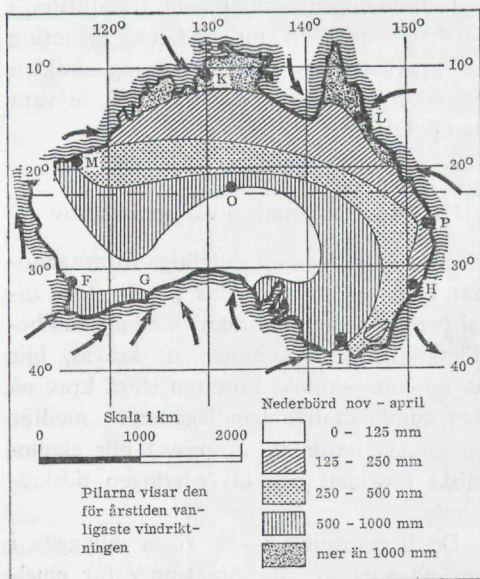 120° 130° 140° 150°
10° 10°
K
L
M
20° 20°
O
P
30° 30°
F G H
I
40° 40°
Skala i km
0 1000 2000
Pilarna visar den
för årstiden van-
ligaste vindrikt-
ningen
Nederbörd nov - april
0 - 125 mm
125 - 250 mm
250 - 500 mm
500 - 1000 mm
mer än 1000 mm